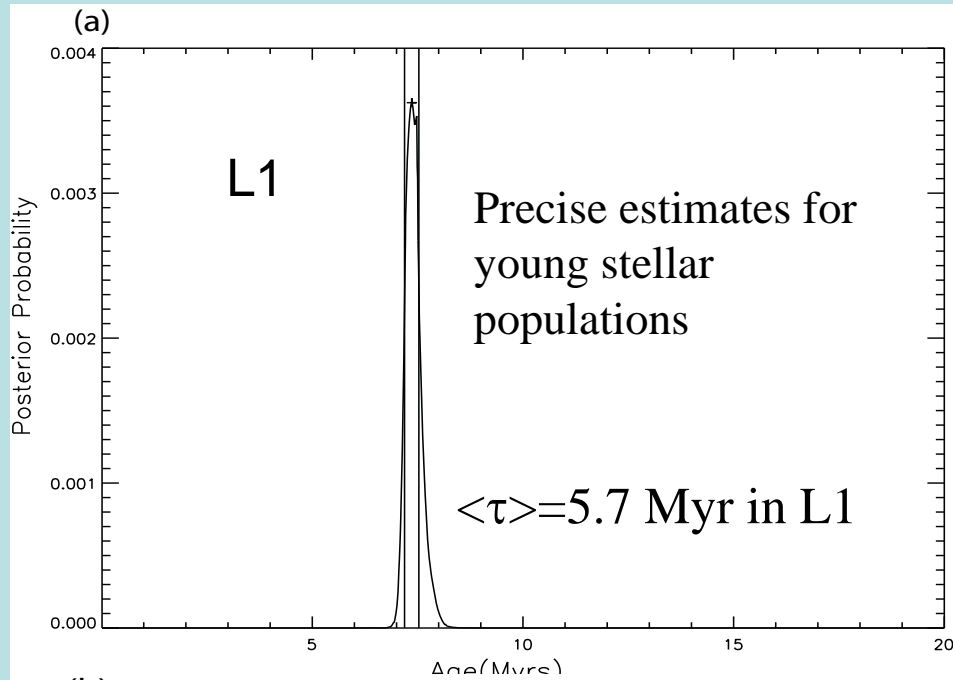 (a)
0.004
0.003
0.002
0.001
0.000
Posterior Probability
L1
Precise estimates for
young stellar
populations
<τ>=5.7 Myr in L1
5
10
15
20
Age(Myrs)